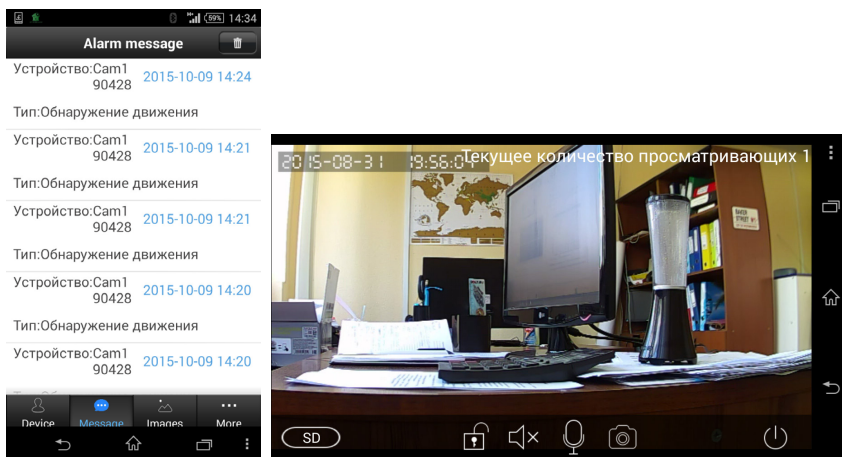 59%
14:34
Alarm message
Устройство:Cam1
90428
2015-10-09 14:24
Тип:Обнаружение движения
Устройство:Cam1
90428
2015-10-09 14:21
Тип:Обнаружение движения
Устройство:Cam1
90428
2015-10-09 14:21
Тип:Обнаружение движения
Устройство:Cam1
90428
2015-10-09 14:20
Тип:Обнаружение движения
Устройство:Cam1
90428
2015-10-09 14:20
Device
Message
Images
More
2015-08-31 19:56:04
Текущее количество просматривающих 1
BAKER
STREET
SD